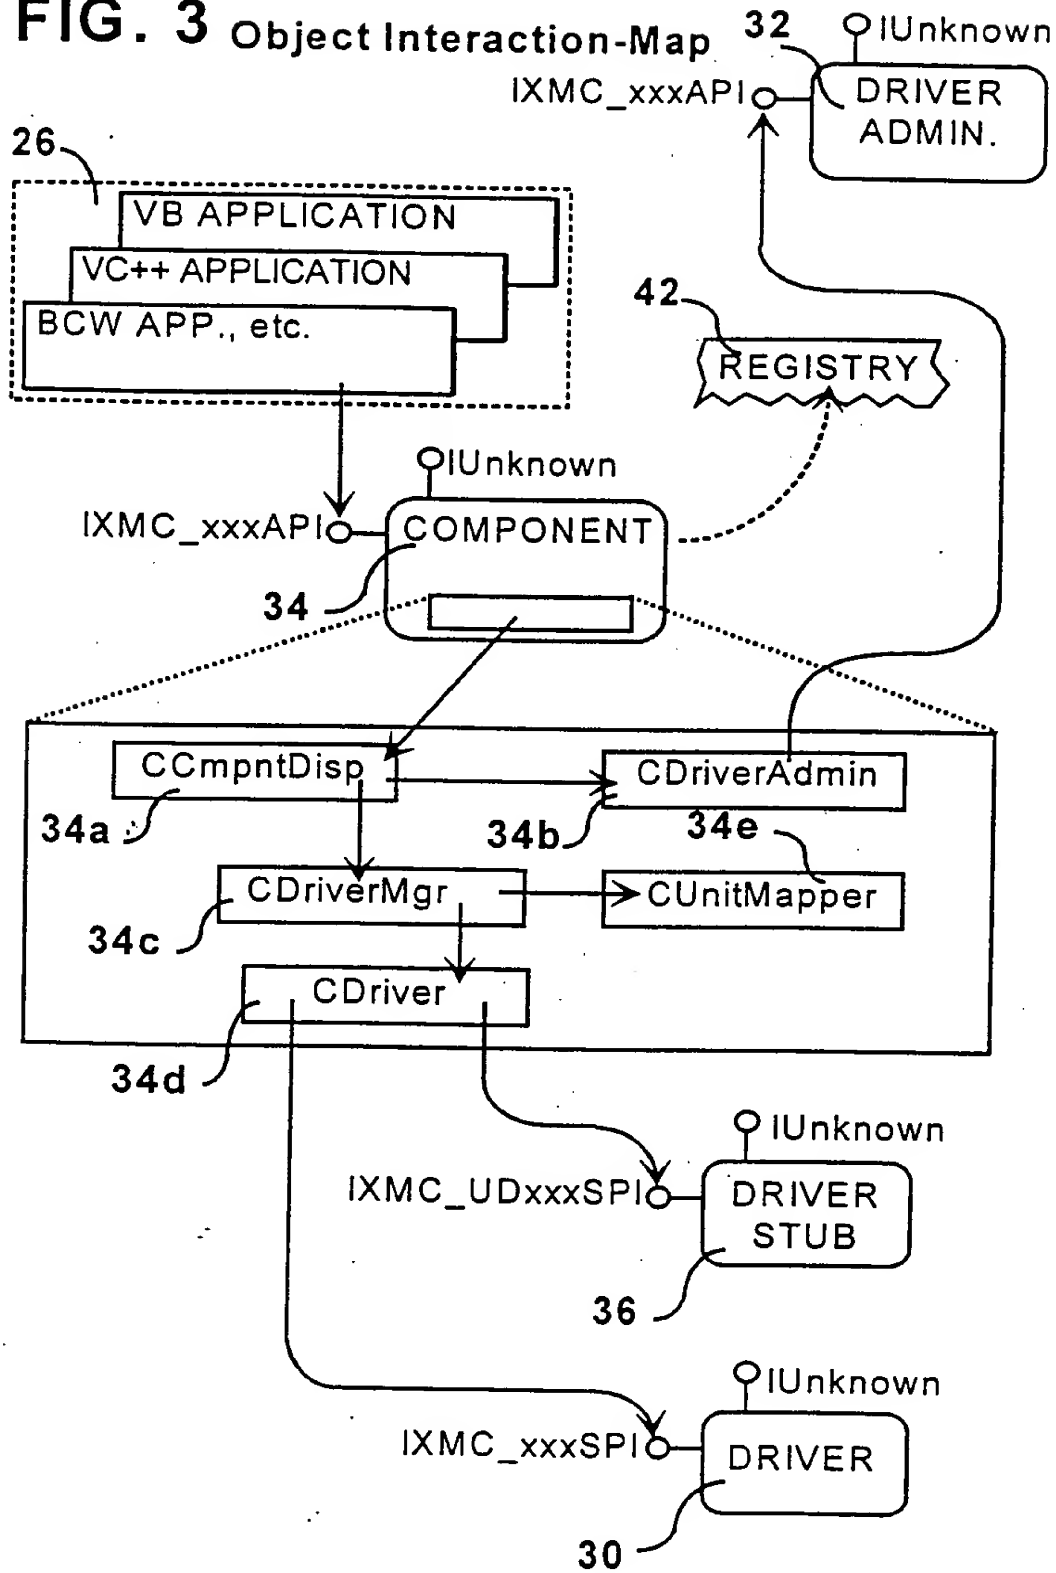 FIG. 3 Object Interaction-Map
32
IUnknown
IXMC_xxxAPI
DRIVER
ADMIN.
26
VB APPLICATION
VC++ APPLICATION
BCW APP., etc.
42
REGISTRY
IUnknown
IXMC_xxxAPI
COMPONENT
34
CCmpntDisp
CDriverAdmin
34a
34b
34e
CDriverMgr
CUnitMapper
34c
CDriver
34d
IUnknown
IXMC_UDxxxSPI
DRIVER
STUB
36
IUnknown
IXMC_xxxSPI
DRIVER
30